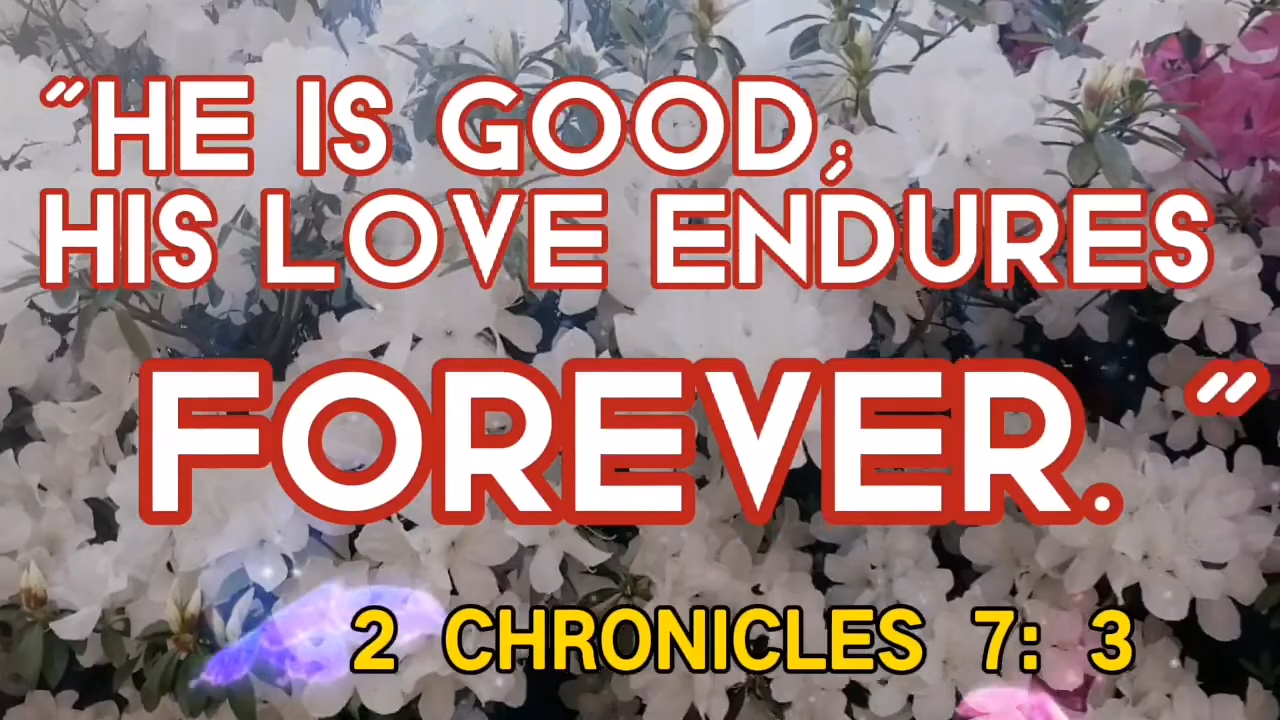 "HE IS GOOD;
HIS LOVE ENDURES
FOREVER."
2 CHRONICLES 7: 3